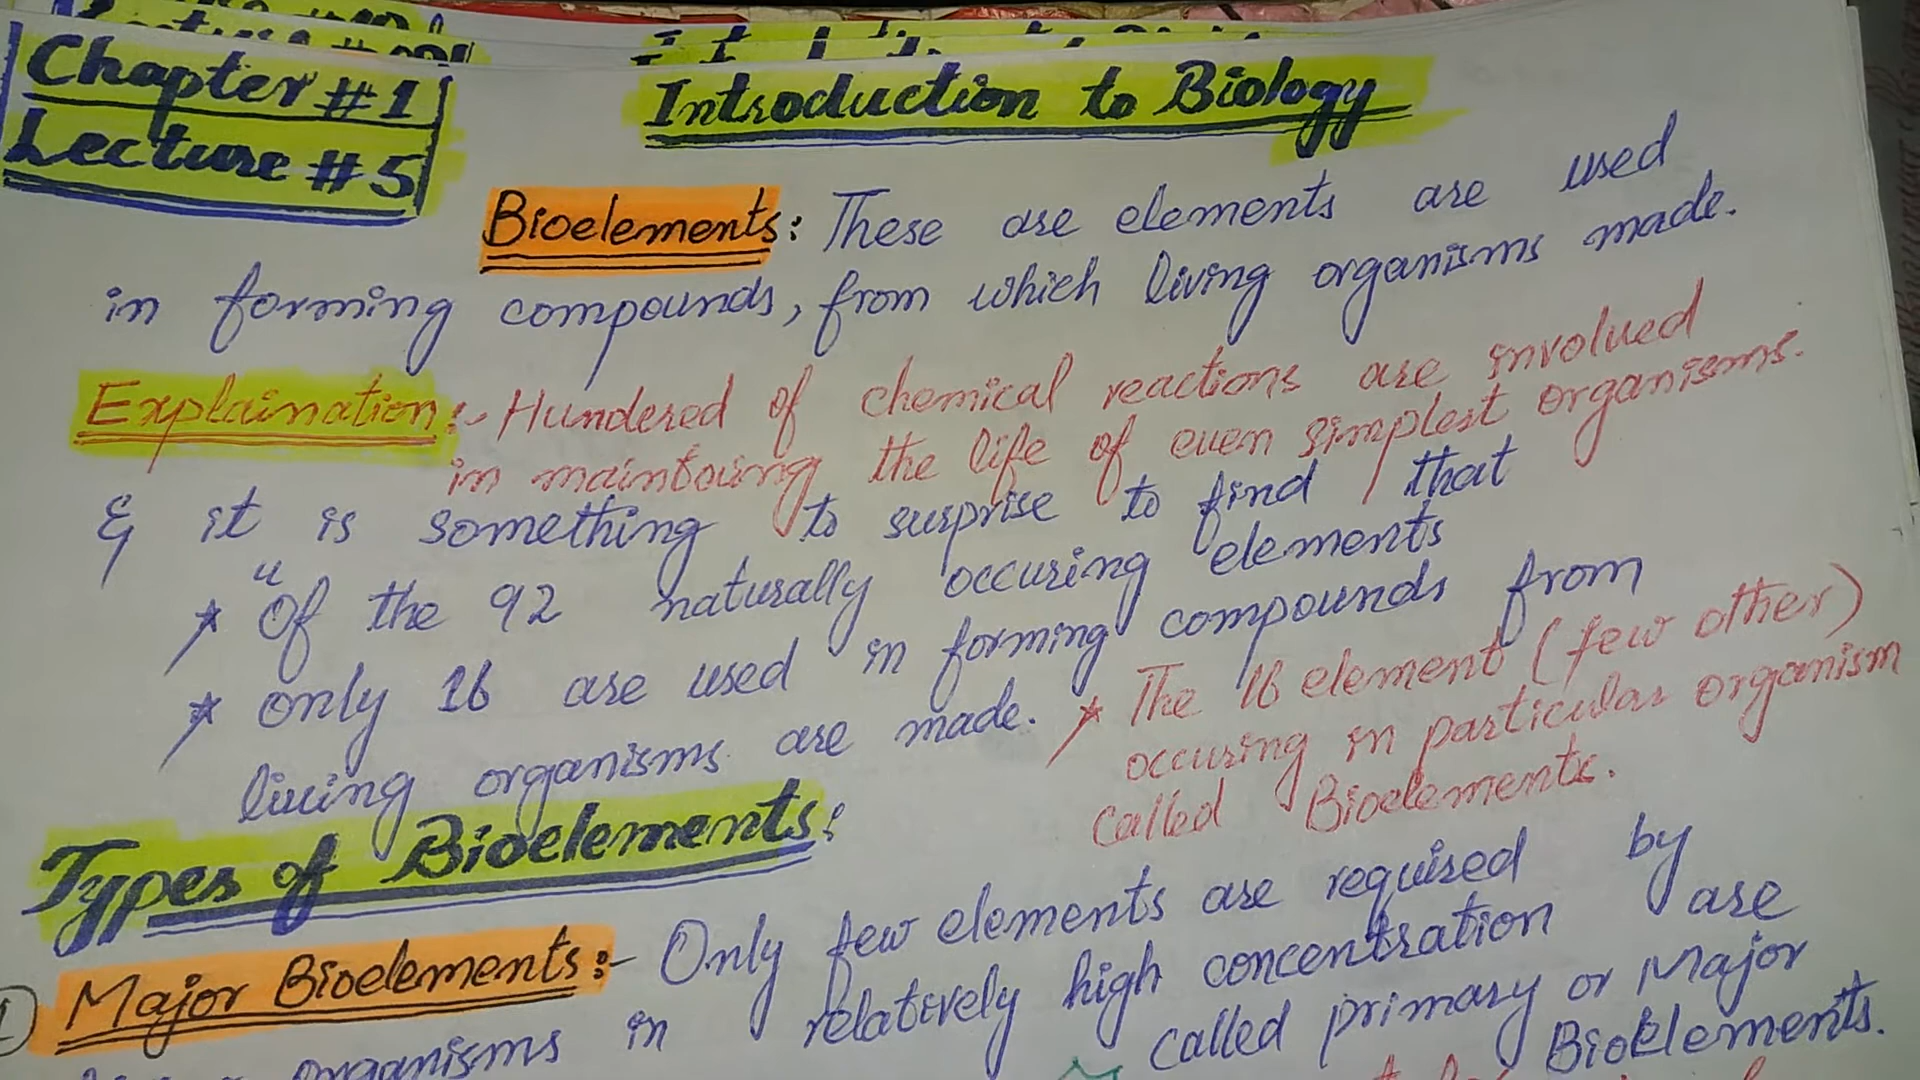 Chapter #1
Introduction to Biology
Lecture #5
Bioelements: These are elements are used
in forming compounds, from which living organisms made.
Explaination:- Hundered of chemical reactions are involved
in maintaing the life of even simplest organisms.
& it is something to surprise to find that
* "Of the 92 naturally occuring elements
* only 16 are used in forming compounds from
living organisms are made.
* The 16 element (few other)
occuring in particular organism
called Bioelements.
Types of Bioelements:
1 Major Bioelements:- Only few elements are required by
organisms in relatively high concentration are
called primary or Major
Bioelements.